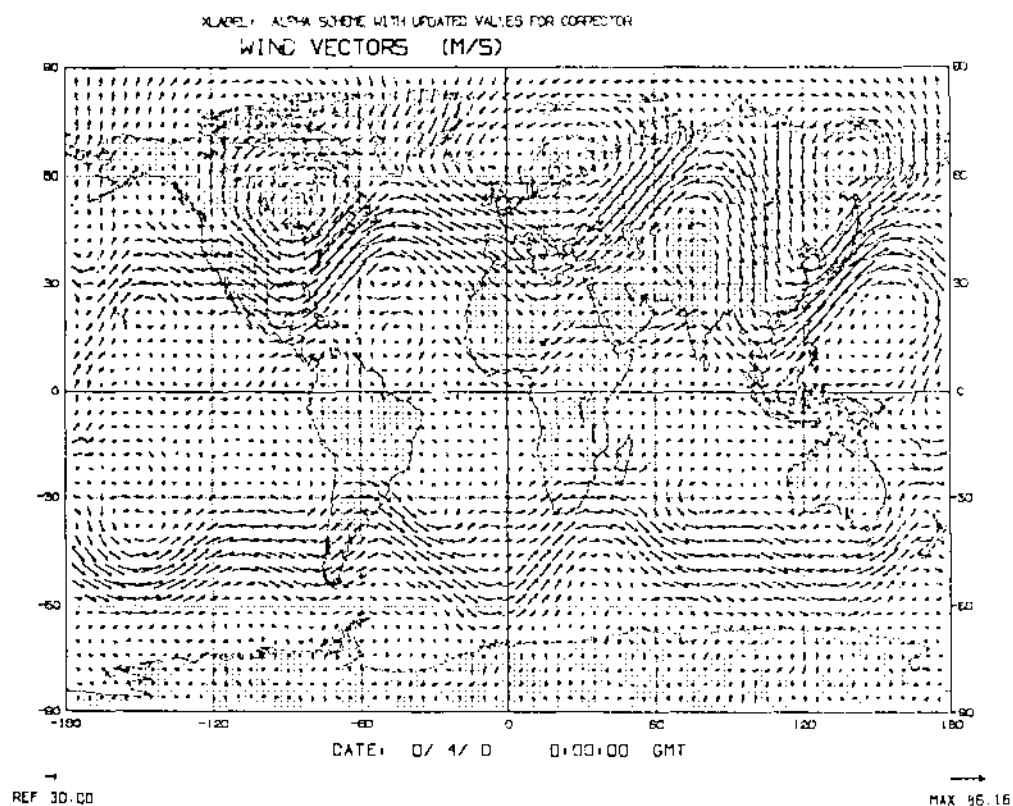 XLABEL: ALPHA SCHEME WITH UPDATED VALUES FOR CORRECTOR
WIND VECTORS (M/S)
90 90
60 60
30 30
0 0
-30 -30
-60 -60
-90 -90
-180 -120 -60 0 60 120 180
DATE: 0/ 4/ 0 0:00:00 GMT
REF 30.00
MAX